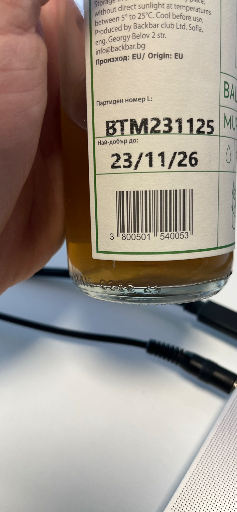 without direct sunlight at temperatures
between 5° to 25°C. Cool before use.
Produced by Backbar club Ltd. Sofia,
eng. Georgy Belov 2 str.
info@backbar.bg
Произход: EU/ Origin: EU
Партиден номер L:
BTM231125
Най-добър до:
23/11/26
3 800501 540053